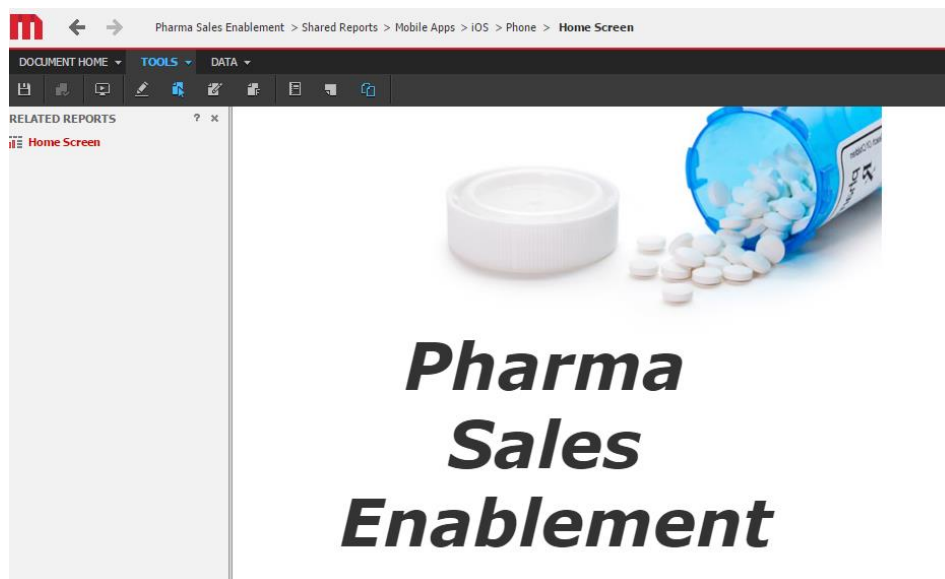 Pharma Sales Enablement > Shared Reports > Mobile Apps > iOS > Phone > Home Screen
DOCUMENT HOME TOOLS DATA
RELATED REPORTS ? ×
Home Screen
Pharma
Sales
Enablement